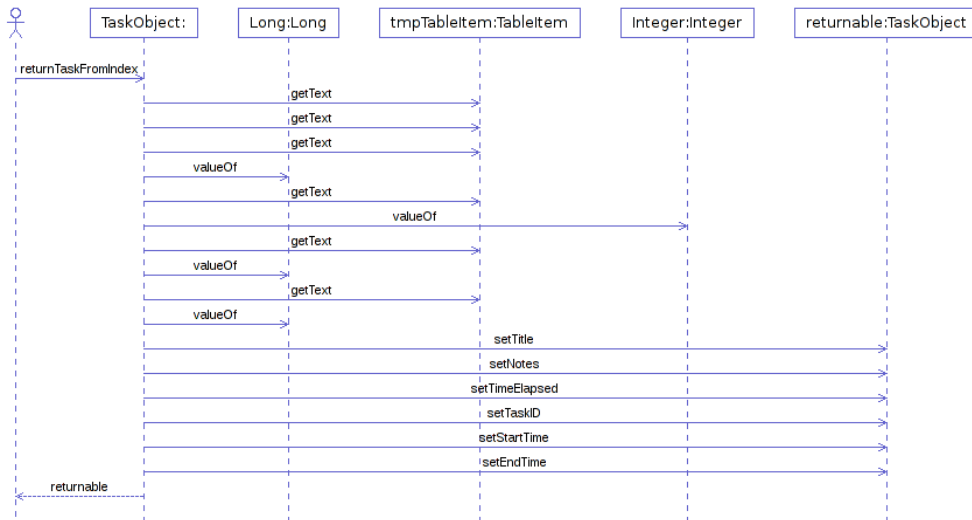 TaskObject:
Long:Long
tmpTableItem:TableItem
Integer:Integer
returnable:TaskObject
returnTaskFromIndex
getText
getText
getText
valueOf
getText
valueOf
getText
valueOf
getText
valueOf
setTitle
setNotes
setTimeElapsed
setTaskID
setStartTime
setEndTime
returnable